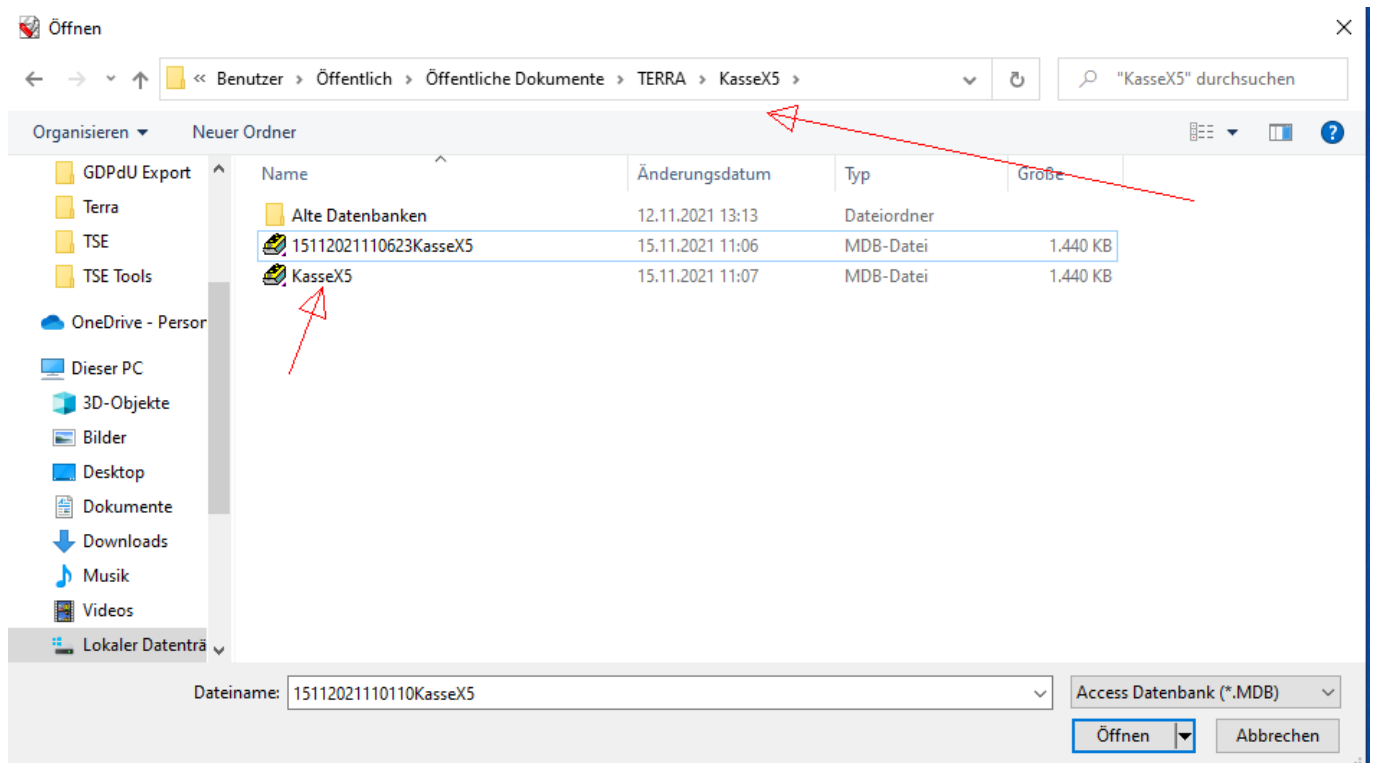 Öffnen
« Benutzer > Öffentlich > Öffentliche Dokumente > TERRA > KasseX5 >
"KasseX5" durchsuchen
Organisieren
Neuer Ordner
Name Änderungsdatum Typ Größe
Alte Datenbanken 12.11.2021 13:13 Dateiordner
15112021110623KasseX5 15.11.2021 11:06 MDB-Datei 1.440 KB
KasseX5 15.11.2021 11:07 MDB-Datei 1.440 KB
GDPdU Export
Terra
TSE
TSE Tools
OneDrive - Person
Dieser PC
3D-Objekte
Bilder
Desktop
Dokumente
Downloads
Musik
Videos
Lokaler Datenträ
Dateiname: 15112021110110KasseX5
Access Datenbank (*.MDB)
Öffnen
Abbrechen